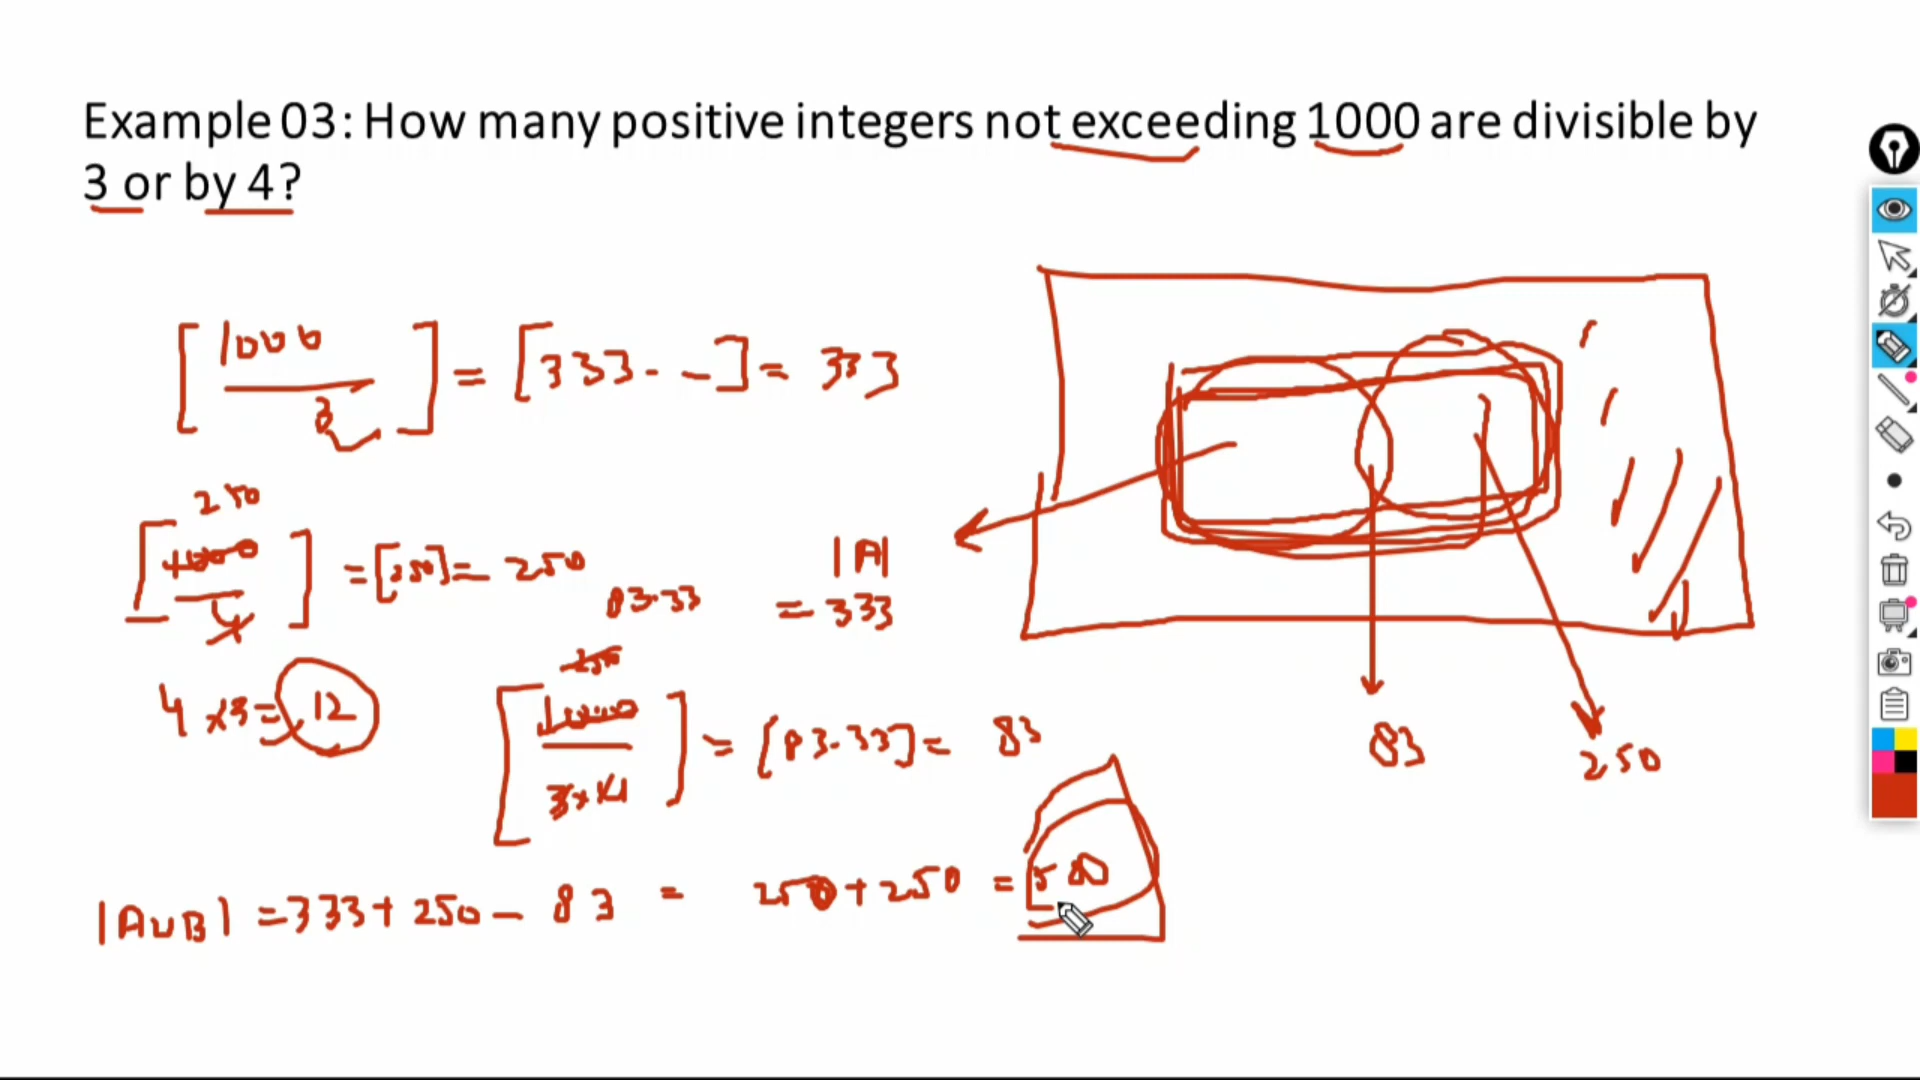 Example 03: How many positive integers not exceeding 1000 are divisible by
3 or by 4?
[1000 / 3] = [333 - -] = 333
250
[1000 / 4] = [250] = 250
83.33
|A|
= 333
4 x 3 = 12
250
[1000 / 3x4] = [83.33] = 83
83
250
|AUB| = 333 + 250 - 83 = 250 + 250 = 500